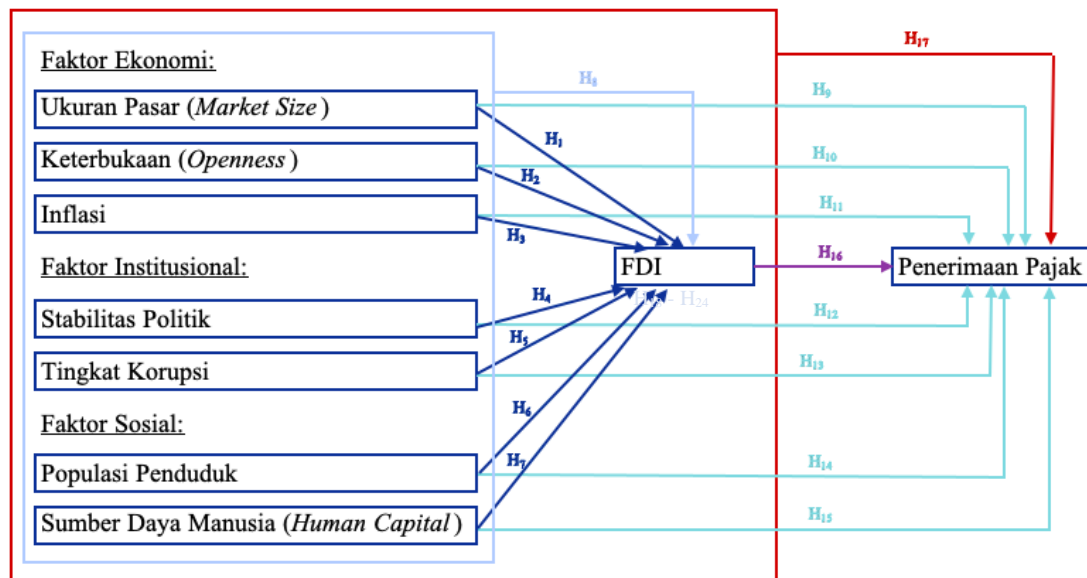 H17
Faktor Ekonomi:
H8
H9
Ukuran Pasar (Market Size)
H1
Keterbukaan (Openness)
H10
H2
Inflasi
H11
H3
H16
Faktor Institusional:
FDI
Penerimaan Pajak
H4
H24
Stabilitas Politik
H12
H5
Tingkat Korupsi
H13
H6
Faktor Sosial:
H7
Populasi Penduduk
H14
Sumber Daya Manusia (Human Capital)
H15